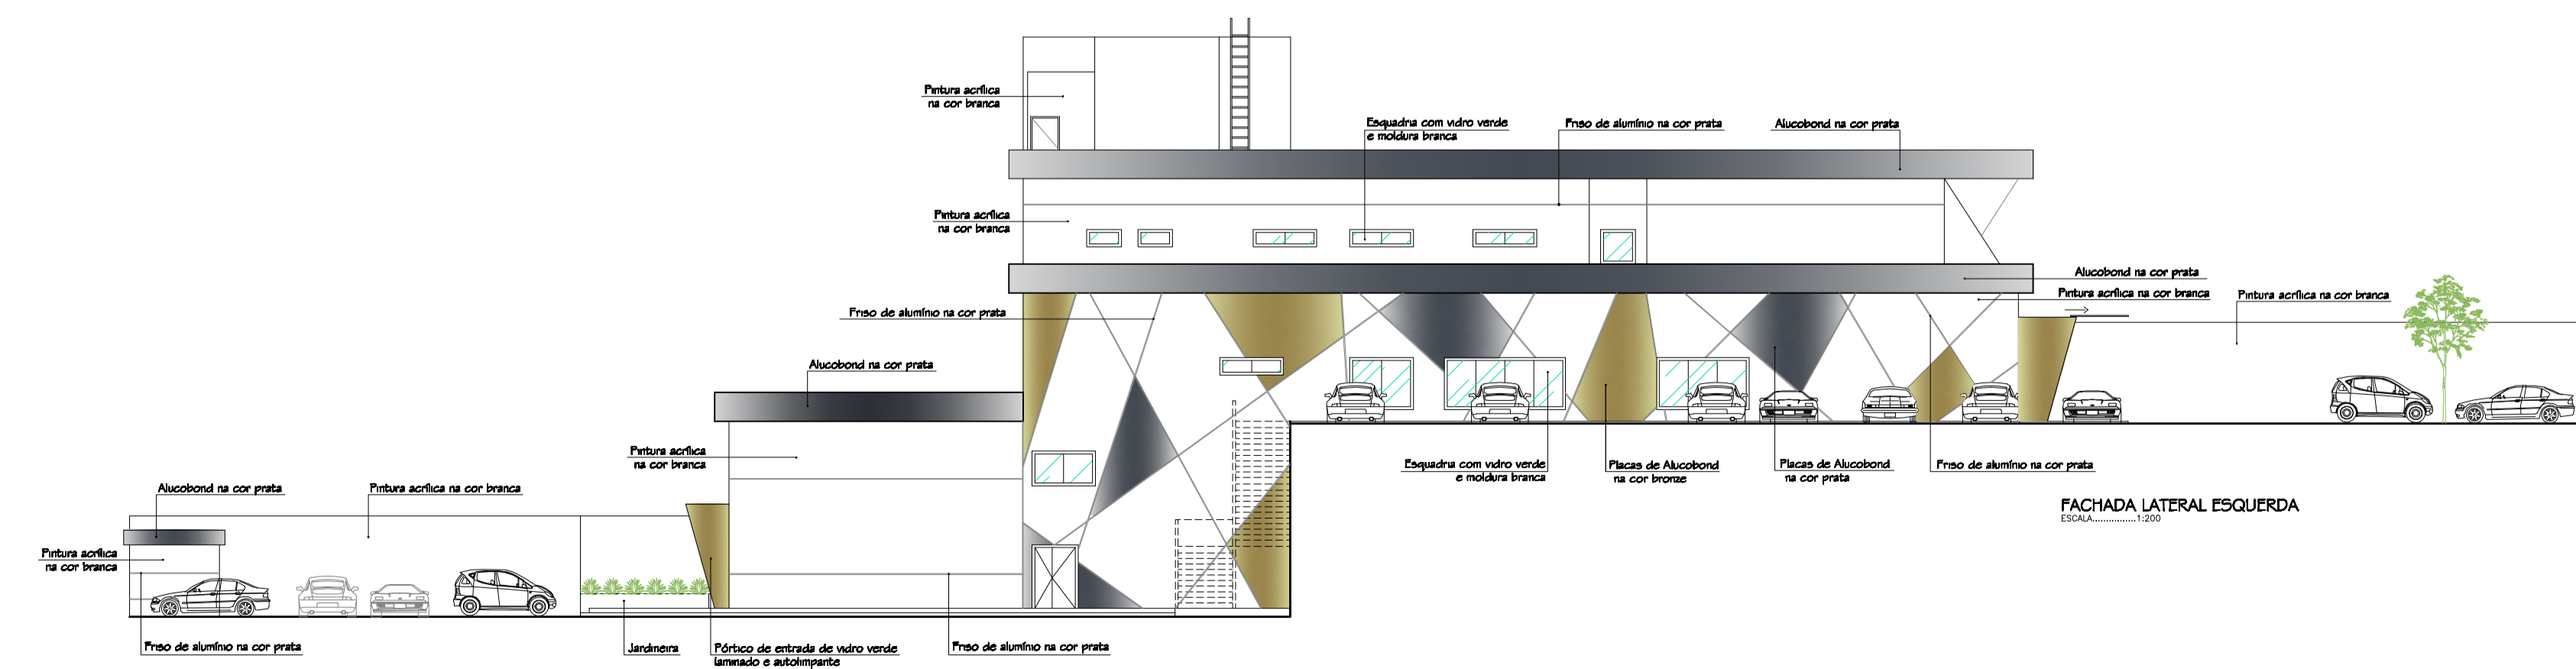 Pintura acrílica
na cor branca
Esquadria com vidro verde
e moldura branca
Friso de alumínio na cor prata
Alucobond na cor prata
Pintura acrílica
na cor branca
Alucobond na cor prata
Pintura acrílica na cor branca
Pintura acrílica na cor branca
Friso de alumínio na cor prata
Alucobond na cor prata
Pintura acrílica
na cor branca
Esquadria com vidro verde
e moldura branca
Placas de Alucobond
na cor bronze
Placas de Alucobond
na cor prata
Friso de alumínio na cor prata
Alucobond na cor prata
Pintura acrílica na cor branca
FACHADA LATERAL ESQUERDA
ESCALA................1:200
Pintura acrílica
na cor branca
Friso de alumínio na cor prata
Jardineira
Pórtico de entrada de vidro verde
laminado e autolimpante
Friso de alumínio na cor prata